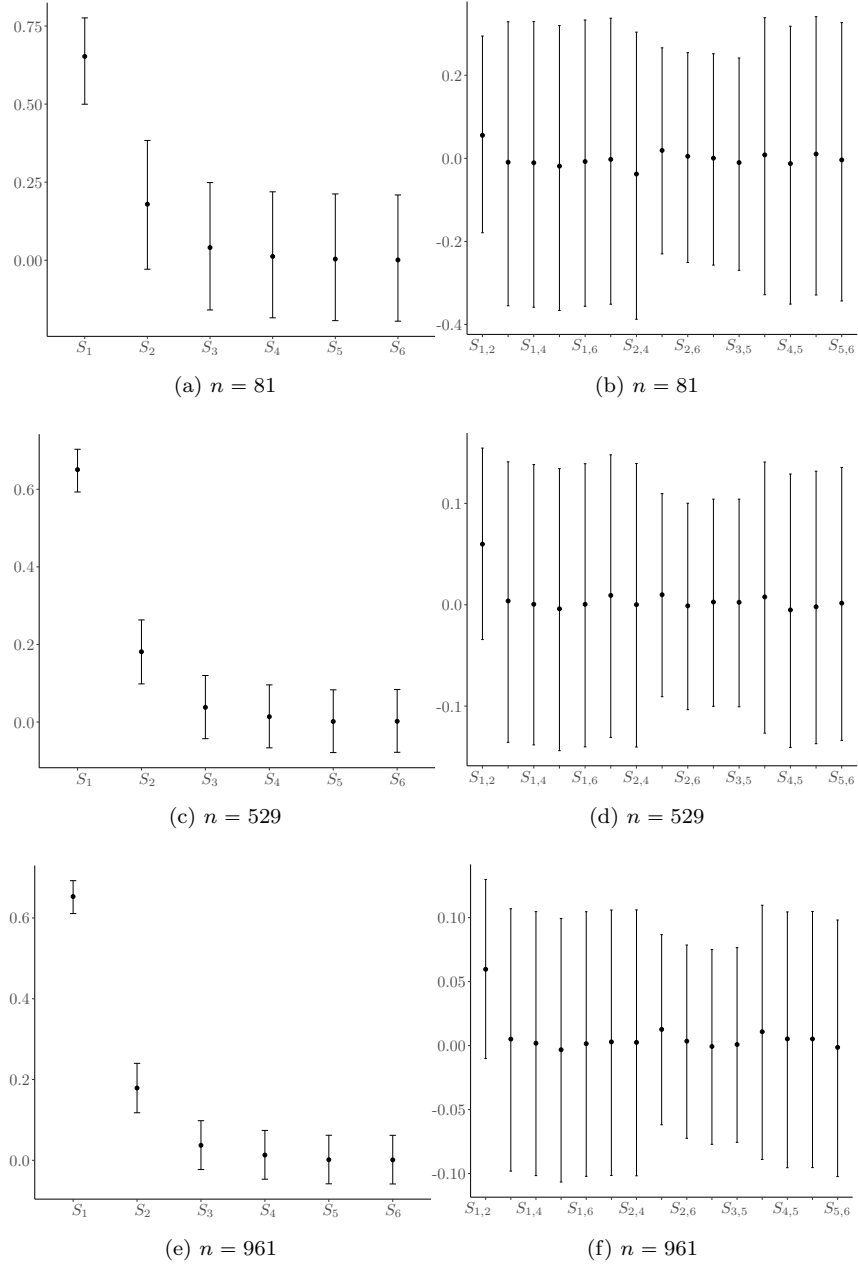 0.75
0.50
0.25
0.00
S₁ S₂ S₃ S₄ S₅ S₆
(a) n = 81
0.2
0.0
-0.2
-0.4
S₁,₂ S₁,₄ S₁,₆ S₂,₄ S₂,₆ S₃,₅ S₄,₅ S₅,₆
(b) n = 81
0.6
0.4
0.2
0.0
S₁ S₂ S₃ S₄ S₅ S₆
(c) n = 529
0.1
0.0
-0.1
S₁,₂ S₁,₄ S₁,₆ S₂,₄ S₂,₆ S₃,₅ S₄,₅ S₅,₆
(d) n = 529
0.6
0.4
0.2
0.0
S₁ S₂ S₃ S₄ S₅ S₆
(e) n = 961
0.10
0.05
0.00
-0.05
-0.10
S₁,₂ S₁,₄ S₁,₆ S₂,₄ S₂,₆ S₃,₅ S₄,₅ S₅,₆
(f) n = 961